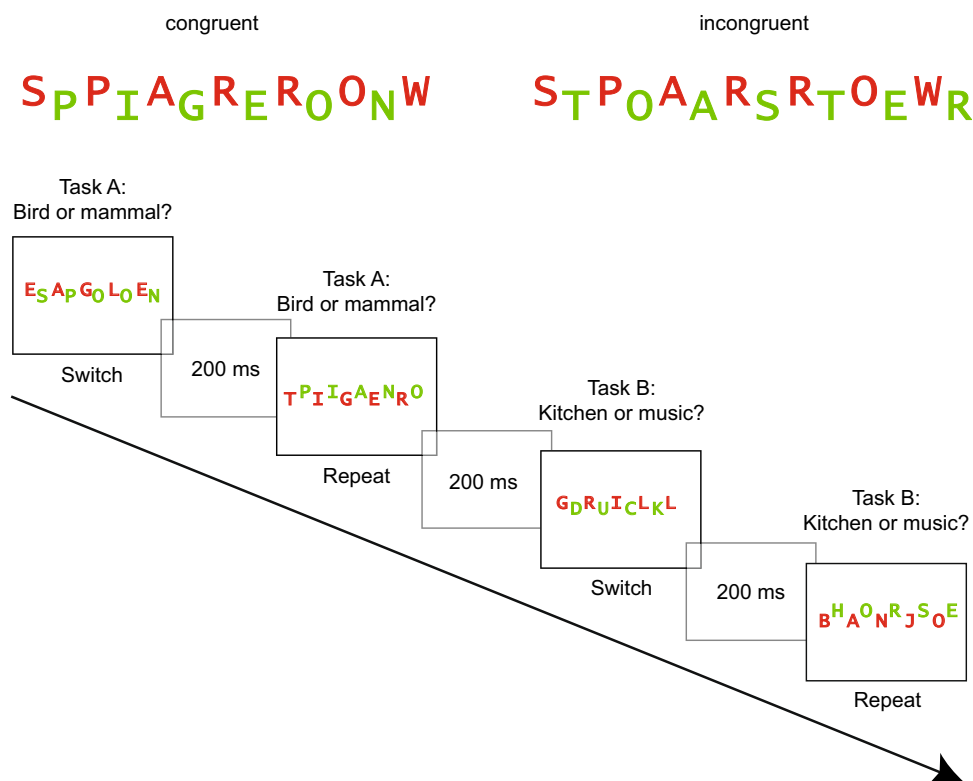 congruent
incongruent
SPPIAGREROONW
STPOAARSRTOEWR
Task A:
Bird or mammal?
ESAPGOLOEN
Switch
200 ms
Task A:
Bird or mammal?
TPIIGAENRO
Repeat
200 ms
Task B:
Kitchen or music?
GDRUICLKL
Switch
200 ms
Task B:
Kitchen or music?
BHAONRJSOE
Repeat